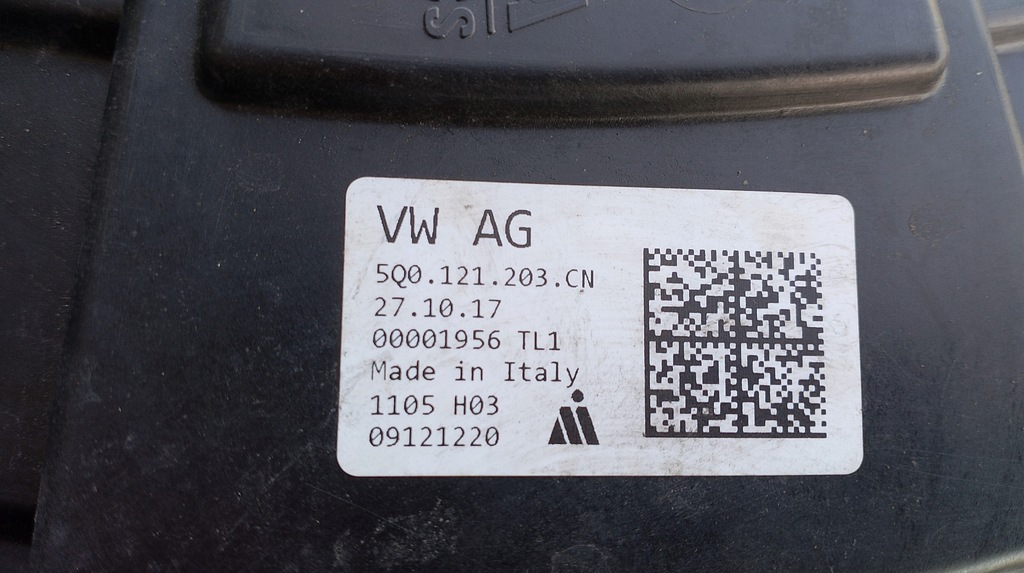 VW AG
5Q0.121.203.CN
27.10.17
00001956 TL1
Made in Italy
1105 H03
09121220